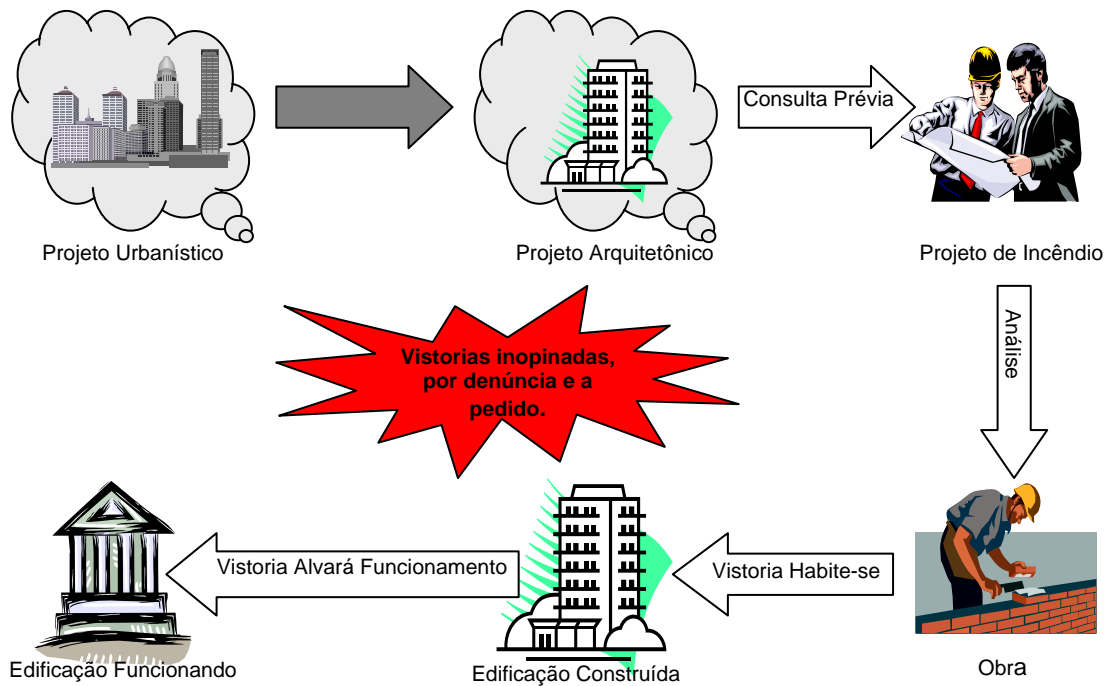 Consulta Prévia
Projeto Urbanístico
Projeto Arquitetônico
Projeto de Incêndio
Análise
Vistorias inopinadas,
por denúncia e a
pedido.
Vistoria Alvará Funcionamento
Vistoria Habite-se
Edificação Funcionando
Edificação Construída
Obra